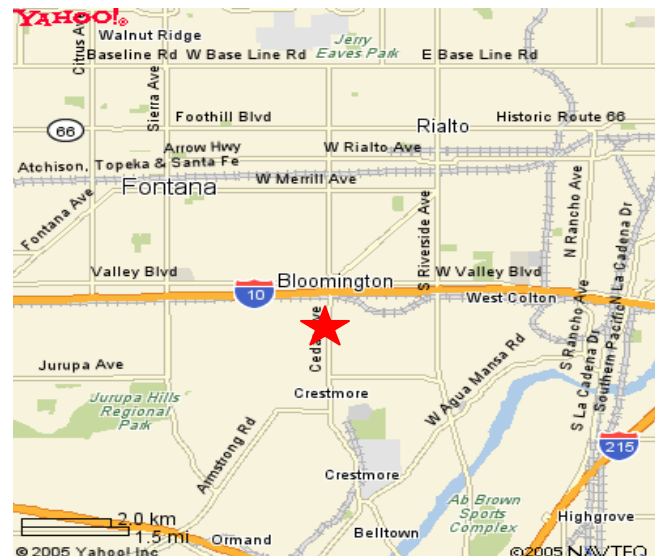 YAHOO!®
Walnut Ridge
Jerry
Eaves Park
Citrus Ave
Baseline Rd
W Base Line Rd
E Base Line Rd
Sierra Ave
Foothill Blvd
Historic Route 66
66
Rialto
Arrow Hwy
W Rialto Ave
Atchison, Topeka & Santa Fe
W Merrill Ave
Fontana
Fontana Ave
S Riverside Ave
N Rancho Ave
N La Cadena Dr
Valley Blvd
Bloomington
W Valley Blvd
10
West Colton
S Rancho Ave
Southern Pacific
Jurupa Ave
W Agua Mansa Rd
S La Cadena Dr
Jurupa Hills
Regional
Park
Crestmore
Armstrong Rd
215
Crestmore
Ab Brown
Sports
Complex
Highgrove
2.0 km
1.5 mi
Ormand
Belltown
©2005 Yahoo! Inc
©2005 NAVTEQ